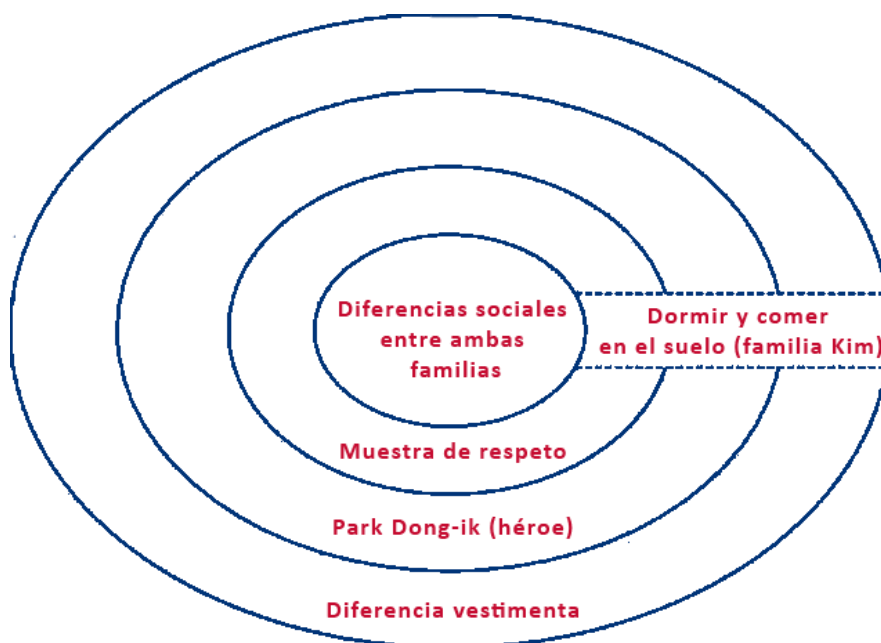 Diferencias sociales
entre ambas
familias
Dormir y comer
en el suelo (familia Kim)
Muestra de respeto
Park Dong-ik (héroe)
Diferencia vestimenta